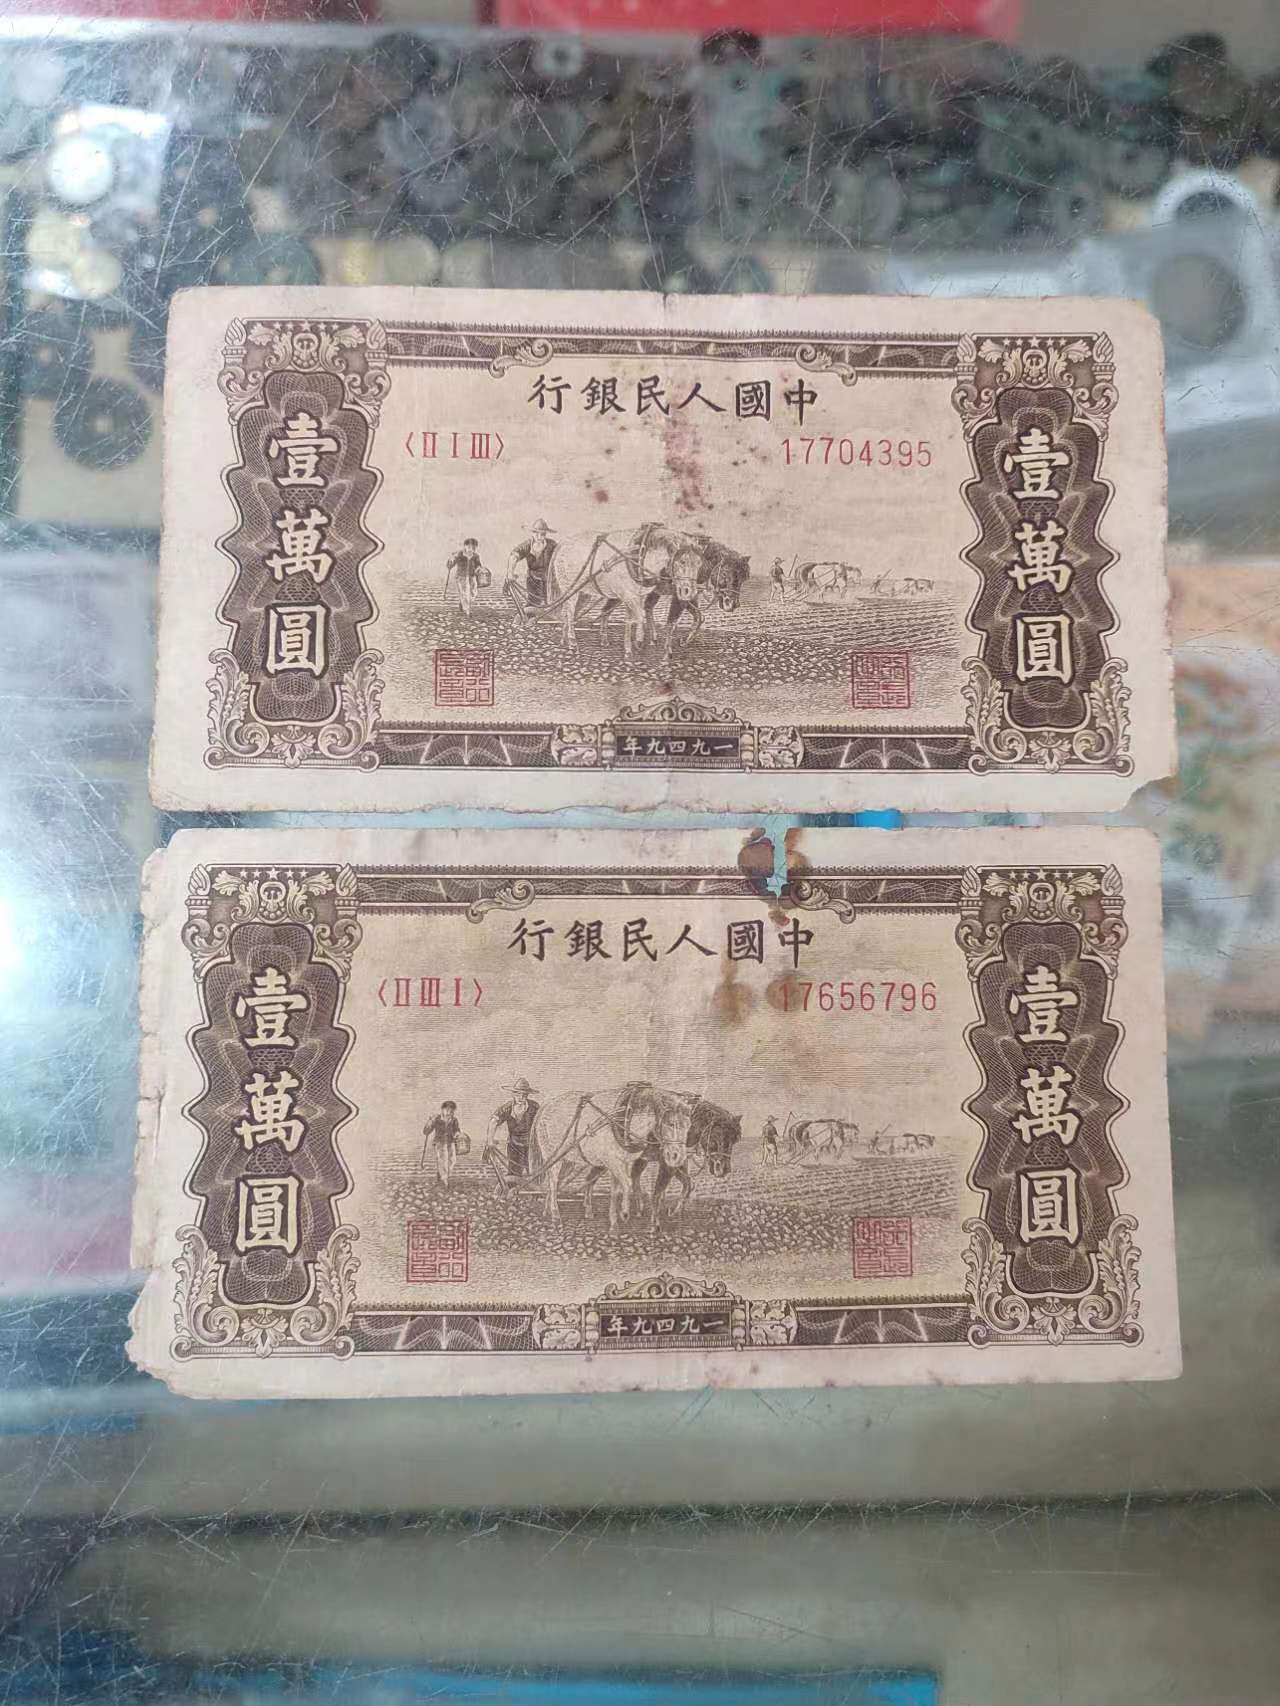 行銀民人國中
〈II I III〉
17704395
壹萬圓
壹萬圓
年九四九一
行銀民人國中
〈II III I〉
17656796
壹萬圓
壹萬圓
年九四九一